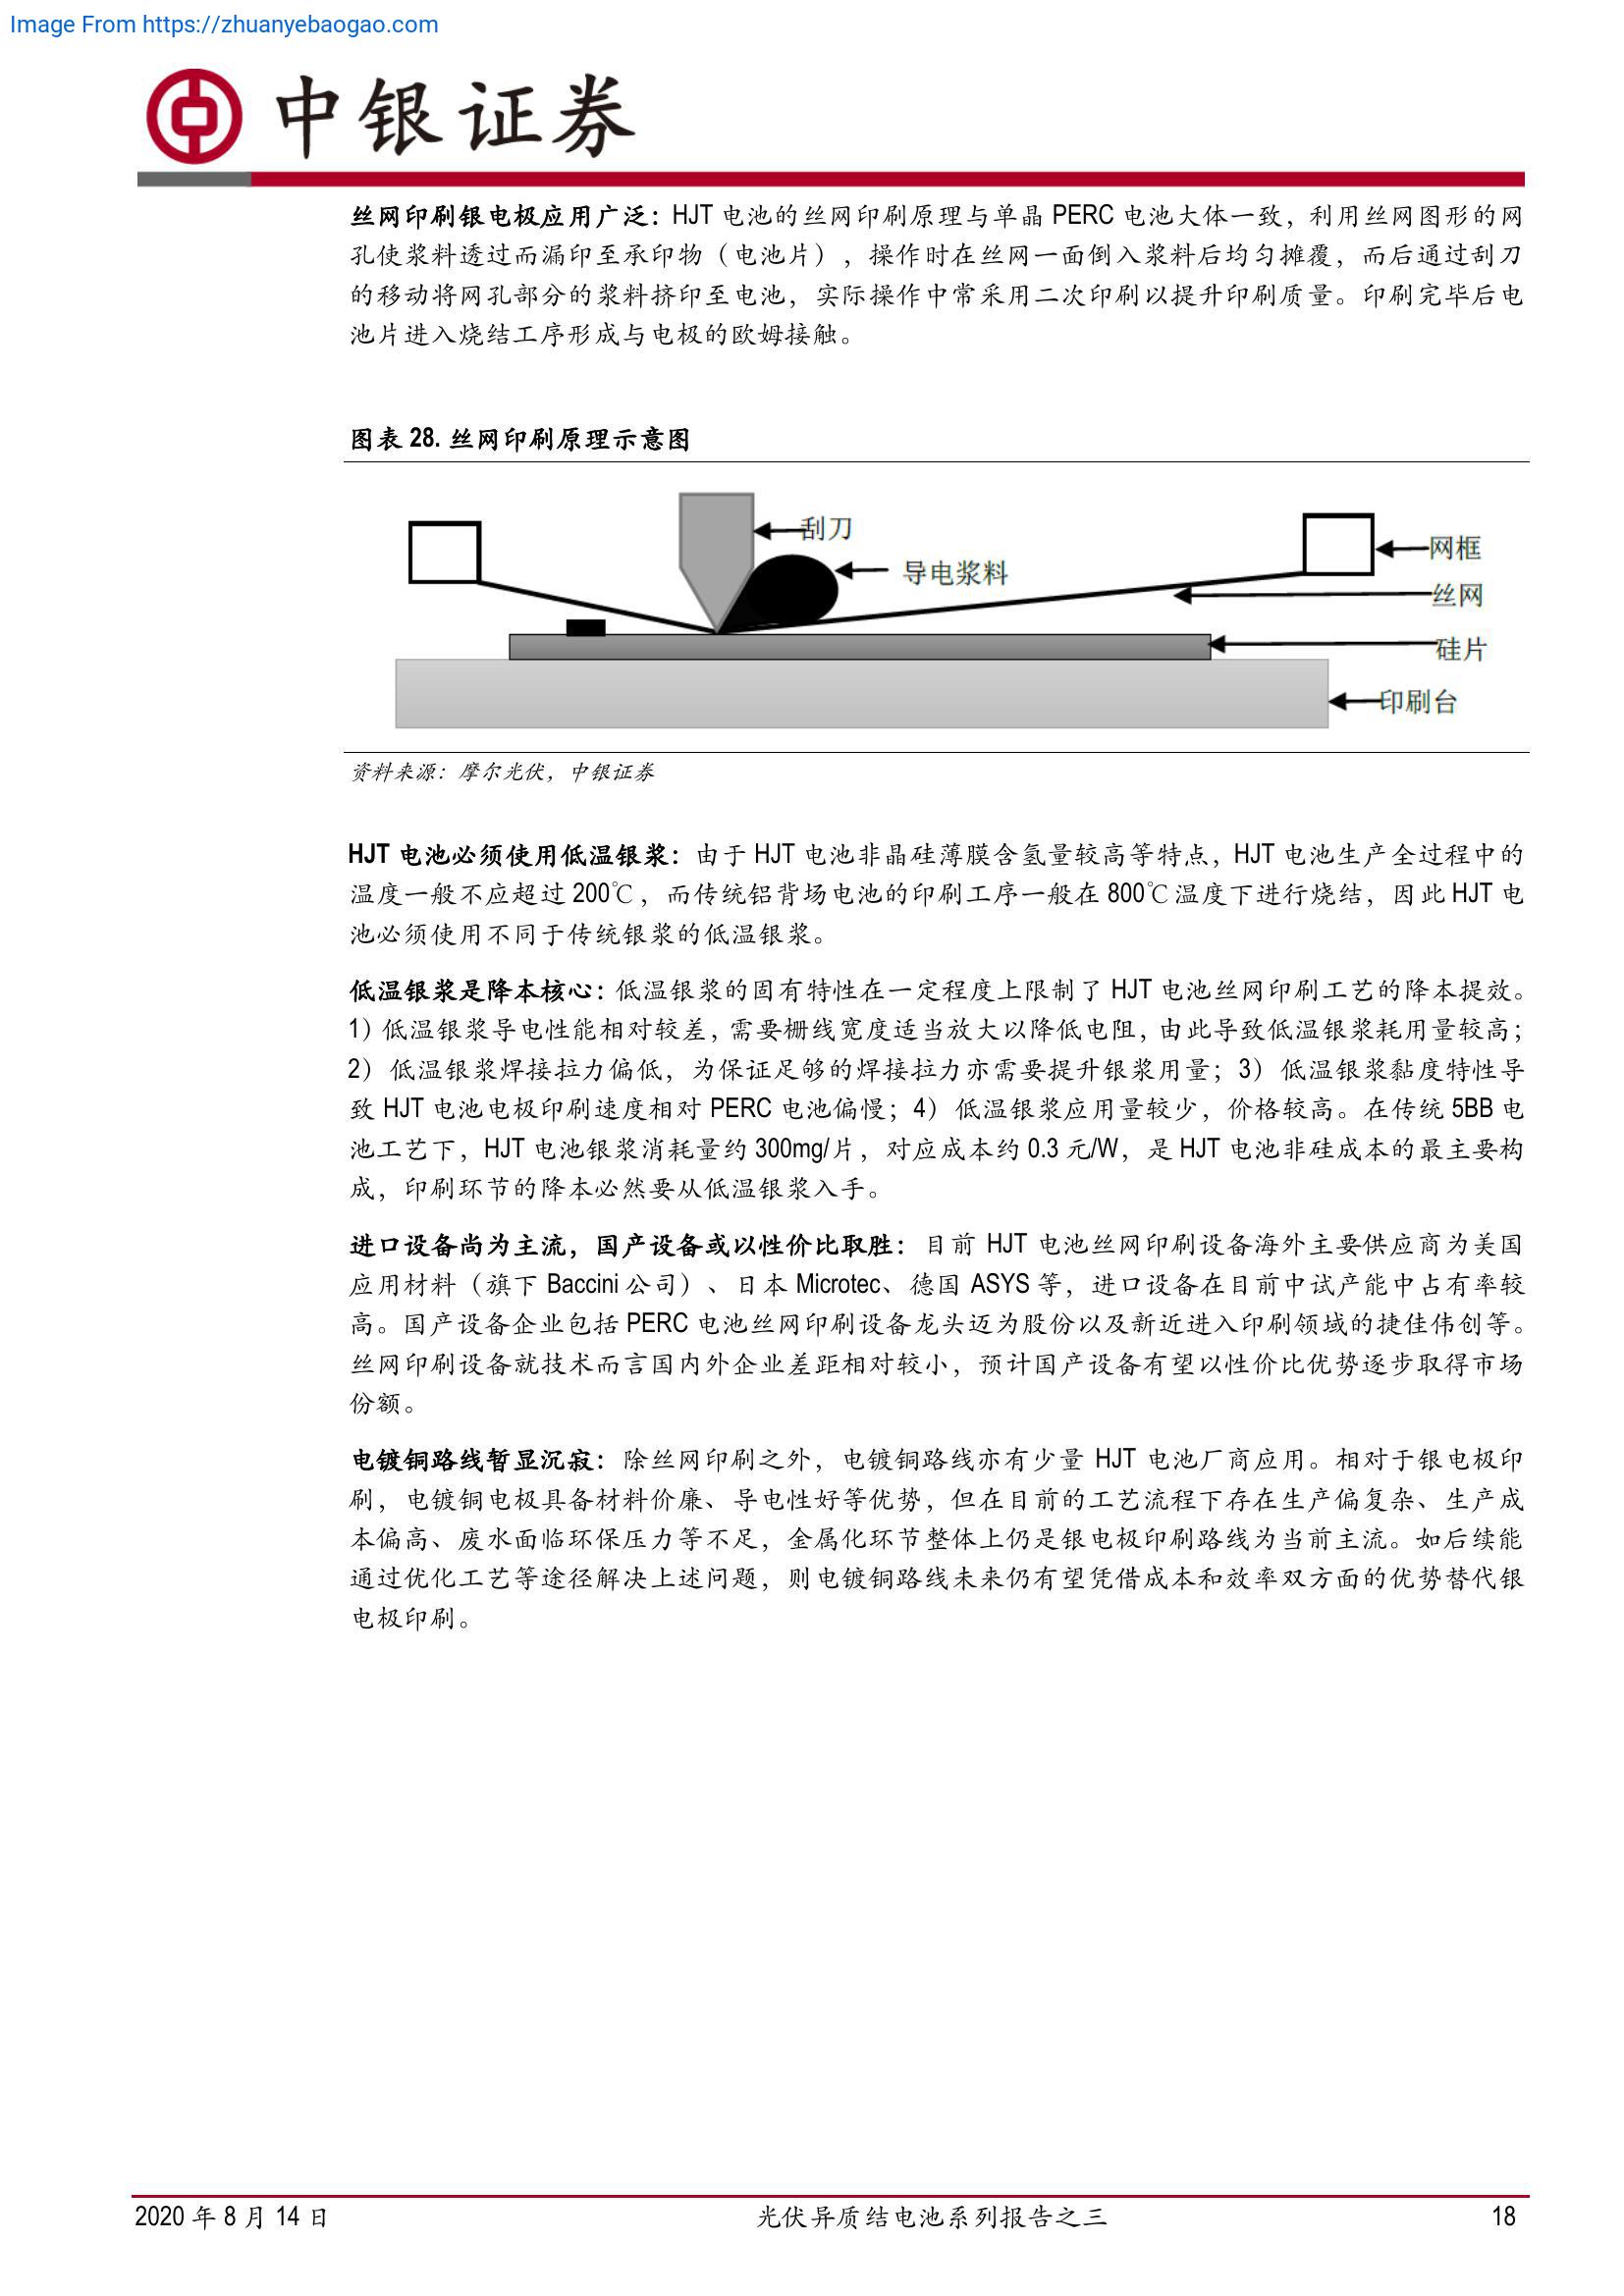 Image From https://zhuanyebaogao.com
中银证券
丝网印刷银电极应用广泛：HJT 电池的丝网印刷原理与单晶 PERC 电池大体一致，利用丝网图形的网
孔使浆料透过而漏印至承印物（电池片），操作时在丝网一面倒入浆料后均匀摊覆，而后通过刮刀
的移动将网孔部分的浆料挤印至电池，实际操作中常采用二次印刷以提升印刷质量。印刷完毕后电
池片进入烧结工序形成与电极的欧姆接触。
图表 28. 丝网印刷原理示意图
刮刀
导电浆料
网框
丝网
硅片
印刷台
资料来源：摩尔光伏，中银证券
HJT 电池必须使用低温银浆：由于 HJT 电池非晶硅薄膜含氢量较高等特点，HJT 电池生产全过程中的
温度一般不应超过 200℃，而传统铝背场电池的印刷工序一般在 800℃温度下进行烧结，因此 HJT 电
池必须使用不同于传统银浆的低温银浆。
低温银浆是降本核心：低温银浆的固有特性在一定程度上限制了 HJT 电池丝网印刷工艺的降本提效。
1）低温银浆导电性能相对较差，需要栅线宽度适当放大以降低电阻，由此导致低温银浆耗用量较高；
2）低温银浆焊接拉力偏低，为保证足够的焊接拉力亦需要提升银浆用量；3）低温银浆黏度特性导
致 HJT 电池电极印刷速度相对 PERC 电池偏慢；4）低温银浆应用量较少，价格较高。在传统 5BB 电
池工艺下，HJT 电池银浆消耗量约 300mg/片，对应成本约 0.3 元/W，是 HJT 电池非硅成本的最主要构
成，印刷环节的降本必然要从低温银浆入手。
进口设备尚为主流，国产设备或以性价比取胜：目前 HJT 电池丝网印刷设备海外主要供应商为美国
应用材料（旗下 Baccini 公司）、日本 Microtec、德国 ASYS 等，进口设备在目前中试产能中占有率较
高。国产设备企业包括 PERC 电池丝网印刷设备龙头迈为股份以及新近进入印刷领域的捷佳伟创等。
丝网印刷设备就技术而言国内外企业差距相对较小，预计国产设备有望以性价比优势逐步取得市场
份额。
电镀铜路线暂显沉寂：除丝网印刷之外，电镀铜路线亦有少量 HJT 电池厂商应用。相对于银电极印
刷，电镀铜电极具备材料价廉、导电性好等优势，但在目前的工艺流程下存在生产偏复杂、生产成
本偏高、废水面临环保压力等不足，金属化环节整体上仍是银电极印刷路线为当前主流。如后续能
通过优化工艺等途径解决上述问题，则电镀铜路线未来仍有望凭借成本和效率双方面的优势替代银
电极印刷。
2020 年 8 月 14 日
光伏异质结电池系列报告之三
18